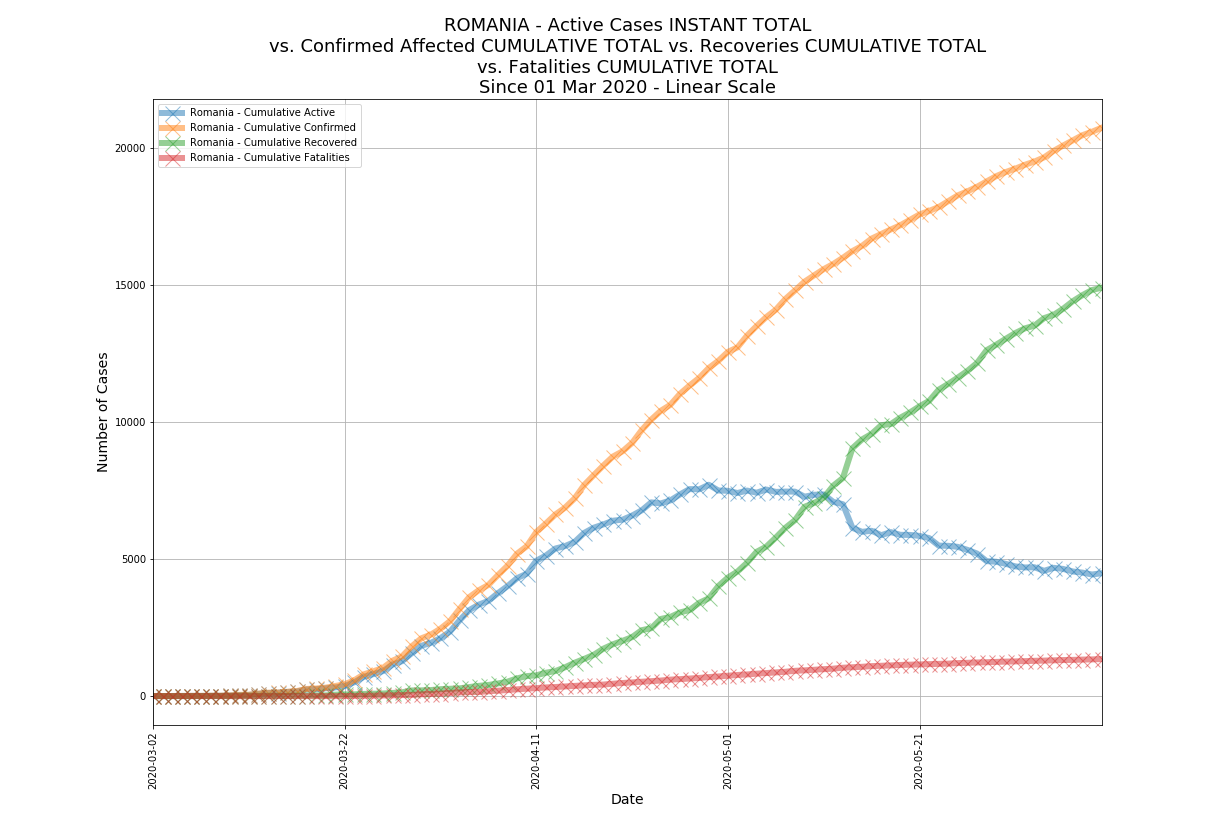 ROMANIA - Active Cases INSTANT TOTAL
vs. Confirmed Affected CUMULATIVE TOTAL vs. Recoveries CUMULATIVE TOTAL
vs. Fatalities CUMULATIVE TOTAL
Since 01 Mar 2020 - Linear Scale
Romania - Cumulative Active
Romania - Cumulative Confirmed
Romania - Cumulative Recovered
Romania - Cumulative Fatalities
Number of Cases
20000
15000
10000
5000
0
2020-03-02
2020-03-22
2020-04-11
2020-05-01
2020-05-21
Date